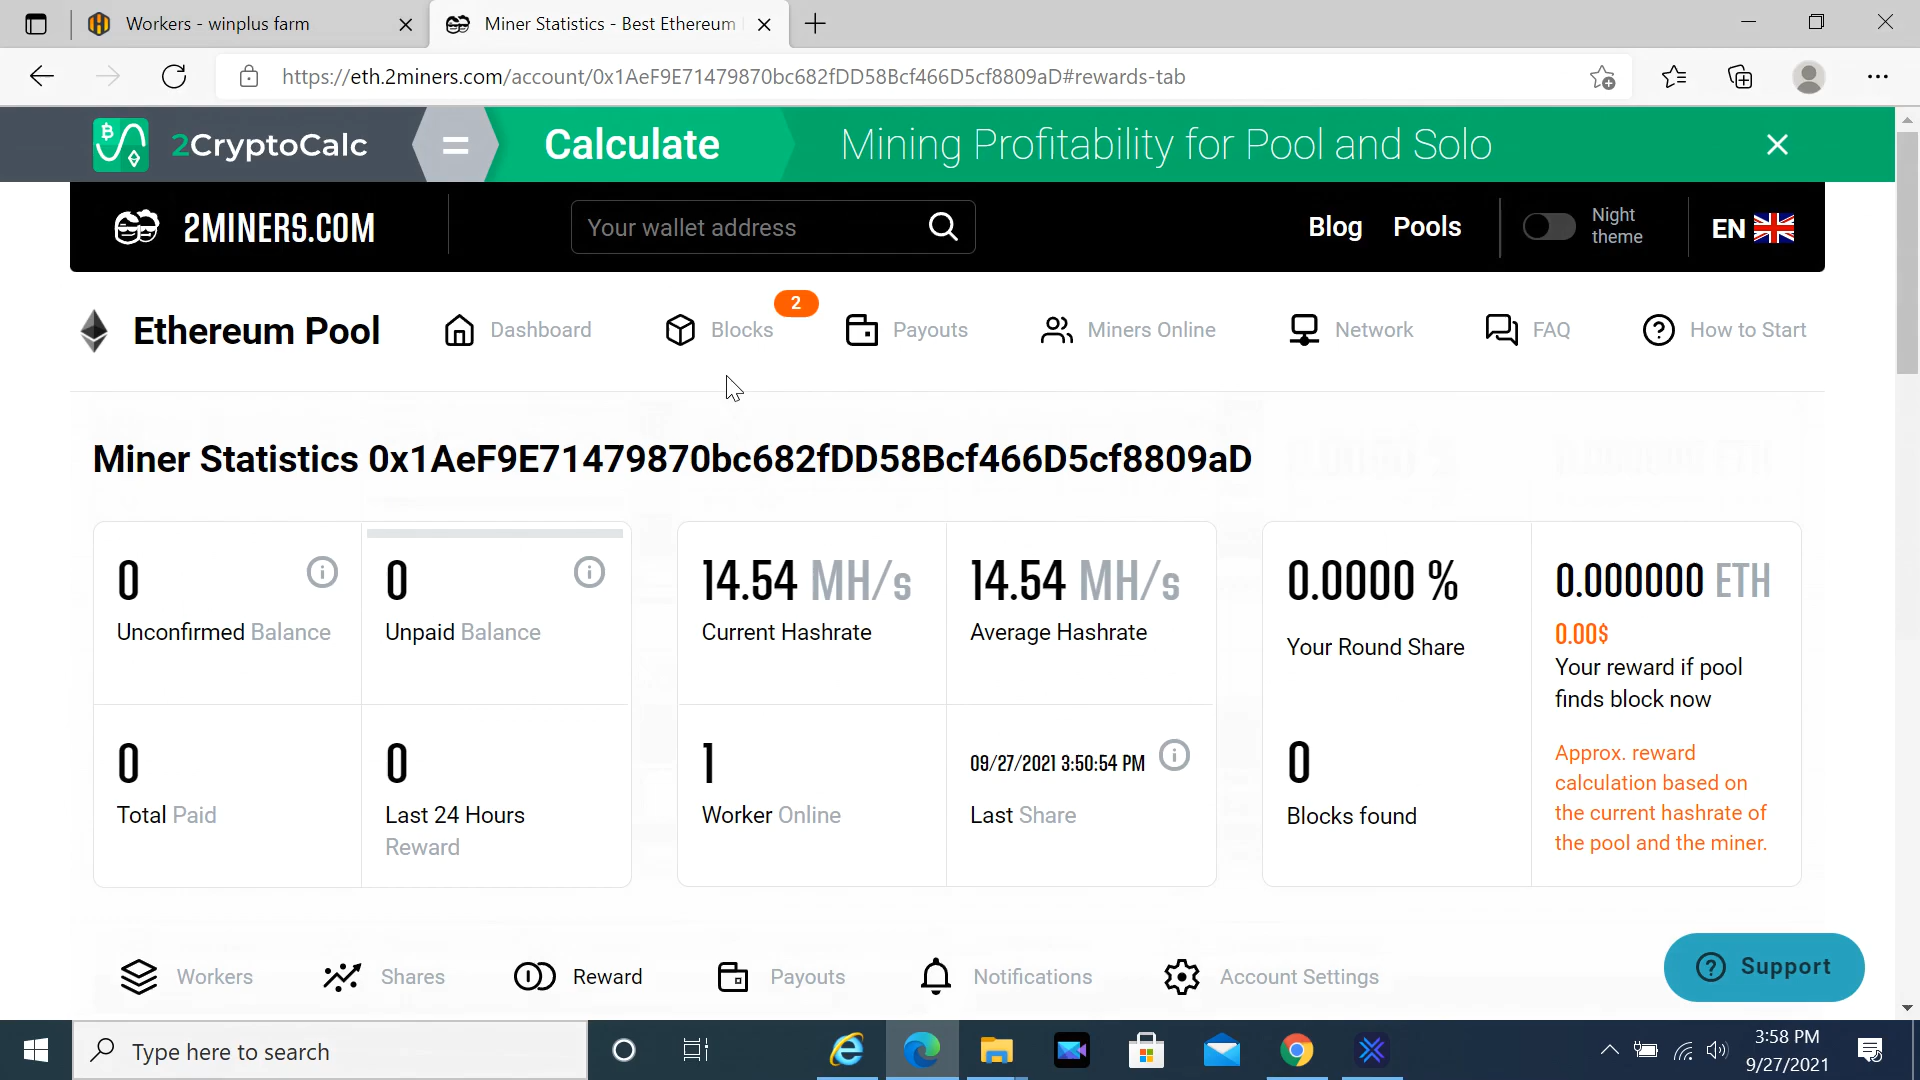 Workers - winplus farm
Miner Statistics - Best Ethereum
https://eth.2miners.com/account/0x1AeF9E71479870bc682fDD58Bcf466D5cf8809aD#rewards-tab
2CryptoCalc = Calculate Mining Profitability for Pool and Solo
2MINERS.COM Your wallet address Blog Pools Night theme EN
2
Ethereum Pool Dashboard Blocks Payouts Miners Online Network FAQ How to Start
Miner Statistics 0x1AeF9E71479870bc682fDD58Bcf466D5cf8809aD
0
Unconfirmed Balance
0
Unpaid Balance
14.54 MH/s
Current Hashrate
14.54 MH/s
Average Hashrate
0.0000 %
Your Round Share
0.000000 ETH
0.00$
Your reward if pool
finds block now
0
Total Paid
0
Last 24 Hours
Reward
1
Worker Online
09/27/2021 3:50:54 PM
Last Share
0
Blocks found
Approx. reward
calculation based on
the current hashrate of
the pool and the miner.
Workers Shares Reward Payouts Notifications Account Settings
Support
Type here to search
3:58 PM
9/27/2021